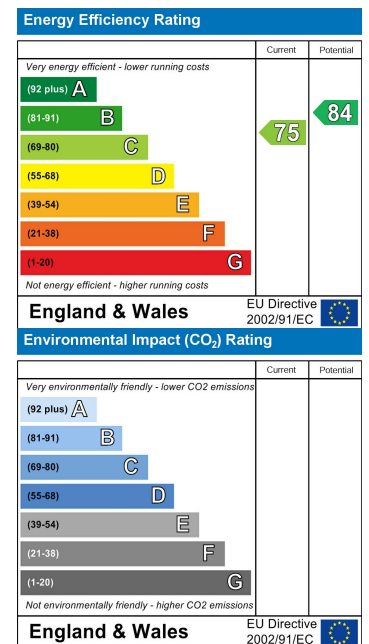 Energy Efficiency Rating
Current Potential
Very energy efficient - lower running costs
(92 plus) A
(81-91) B
84
(69-80) C
75
(55-68) D
(39-54) E
(21-38) F
(1-20) G
Not energy efficient - higher running costs
England & Wales
EU Directive
2002/91/EC
Environmental Impact (CO₂) Rating
Current Potential
Very environmentally friendly - lower CO2 emissions
(92 plus) A
(81-91) B
(69-80) C
(55-68) D
(39-54) E
(21-38) F
(1-20) G
Not environmentally friendly - higher CO2 emissions
England & Wales
EU Directive
2002/91/EC